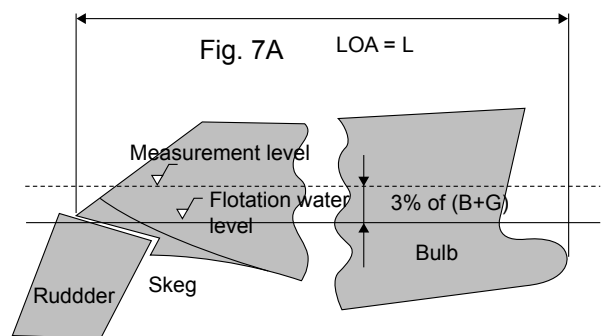 Fig. 7A
LOA = L
Measurement level
Flotation water
level
3% of (B+G)
Bulb
Skeg
Ruddder